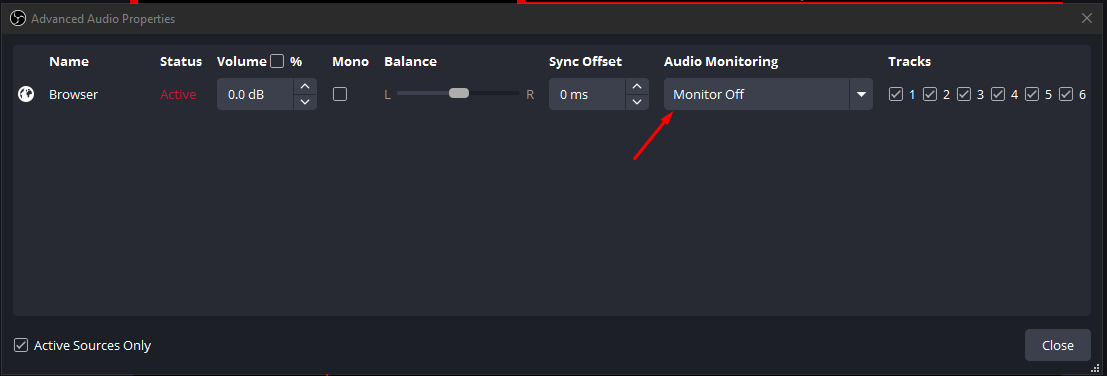 Advanced Audio Properties
Name Status Volume % Mono Balance Sync Offset Audio Monitoring Tracks
Browser Active 0.0 dB L R 0 ms Monitor Off 1 2 3 4 5 6
Active Sources Only Close